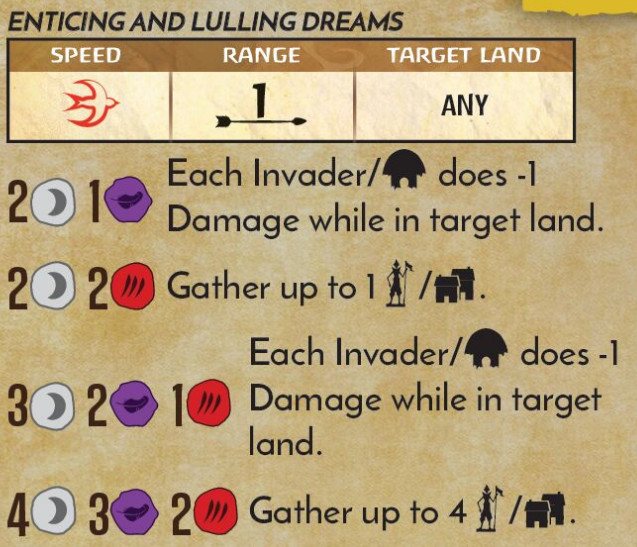 ENTICING AND LULLING DREAMS
SPEED RANGE TARGET LAND
1 ANY
2 1 Each Invader/ does -1
Damage while in target land.
2 2 Gather up to 1 / .
Each Invader/ does -1
3 2 1 Damage while in target
land.
4 3 2 Gather up to 4 / .